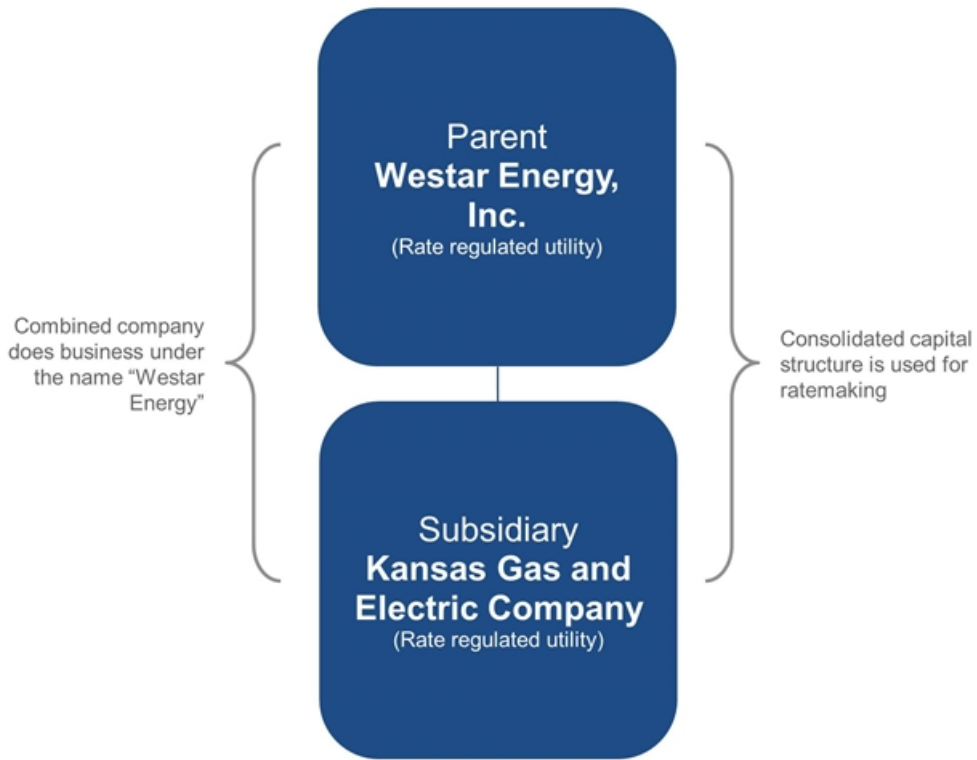 Parent
Westar Energy,
Inc.
(Rate regulated utility)
Combined company
does business under
the name “Westar
Energy”
Consolidated capital
structure is used for
ratemaking
Subsidiary
Kansas Gas and
Electric Company
(Rate regulated utility)